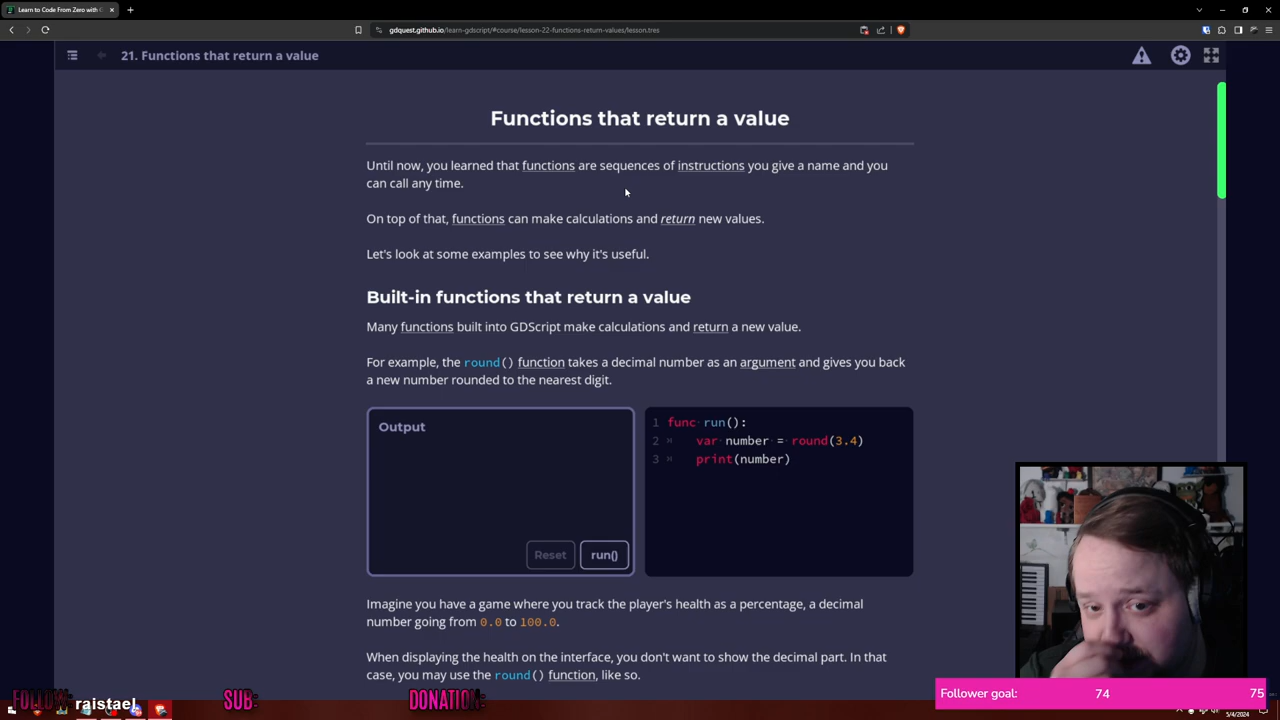 Learn to Code From Zero with G
gdquest.github.io/learn-gdscript/#course/lesson-22-functions-return-values/lesson.tres
21. Functions that return a value
Functions that return a value
Until now, you learned that functions are sequences of instructions you give a name and you
can call any time.
On top of that, functions can make calculations and return new values.
Let's look at some examples to see why it's useful.
Built-in functions that return a value
Many functions built into GDScript make calculations and return a new value.
For example, the round() function takes a decimal number as an argument and gives you back
a new number rounded to the nearest digit.
Output
Reset
run()
1 func run():
2 var number = round(3.4)
3 print(number)
Imagine you have a game where you track the player's health as a percentage, a decimal
number going from 0.0 to 100.0.
When displaying the health on the interface, you don't want to show the decimal part. In that
case, you may use the round() function, like so.
FOLLOW: raistael
SUB:
DONATION:
Follower goal: 74 75
5/4/2024